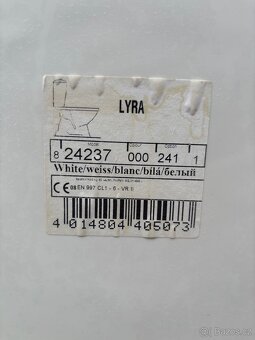 LYRA
8 24237 000 241 1
White/weiss/blanc/bílá/белый
CE 08 EN 997 CL1 - 6 - VR II
4 014804 405073